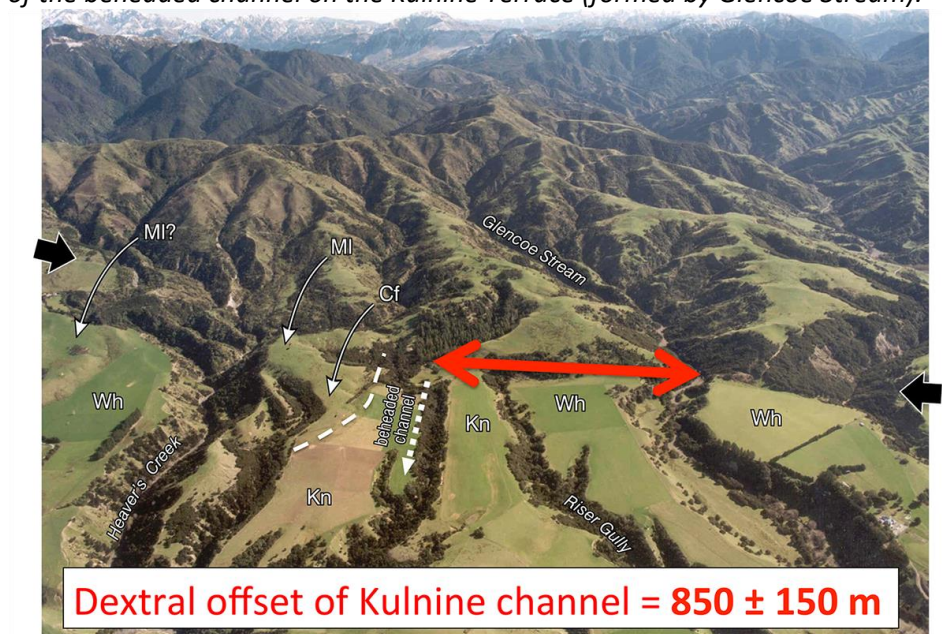 of the beheaded channel on the Kulnine Terrace (formed by Glencoe Stream).
Ml?
Ml
Glencoe Stream
Cf
Wh
beheaded
channel
Kn
Wh
Wh
Heaver's Creek
Kn
Riser Gully
Dextral offset of Kulnine channel = 850 ± 150 m